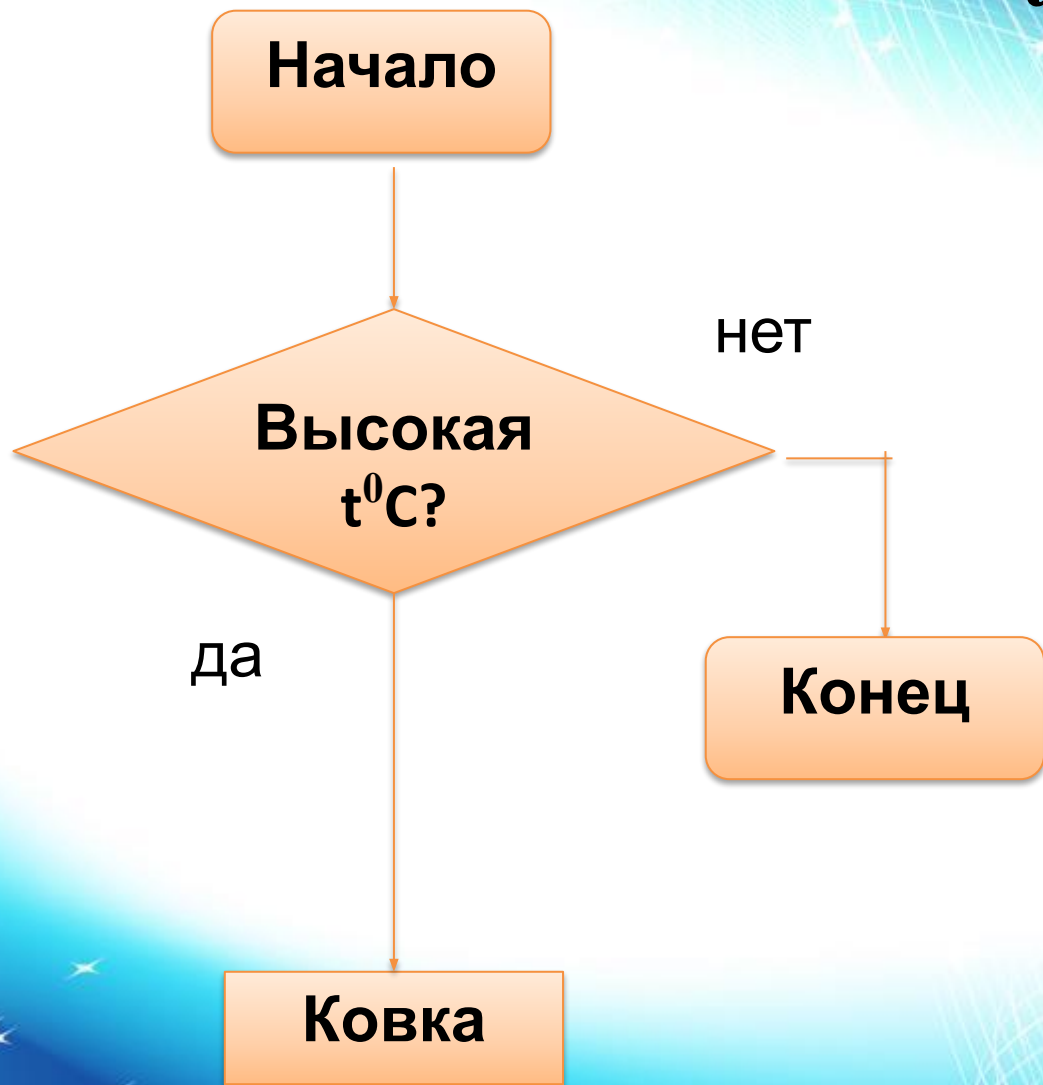 Начало
нет
Высокая
t⁰C?
да
Конец
Ковка